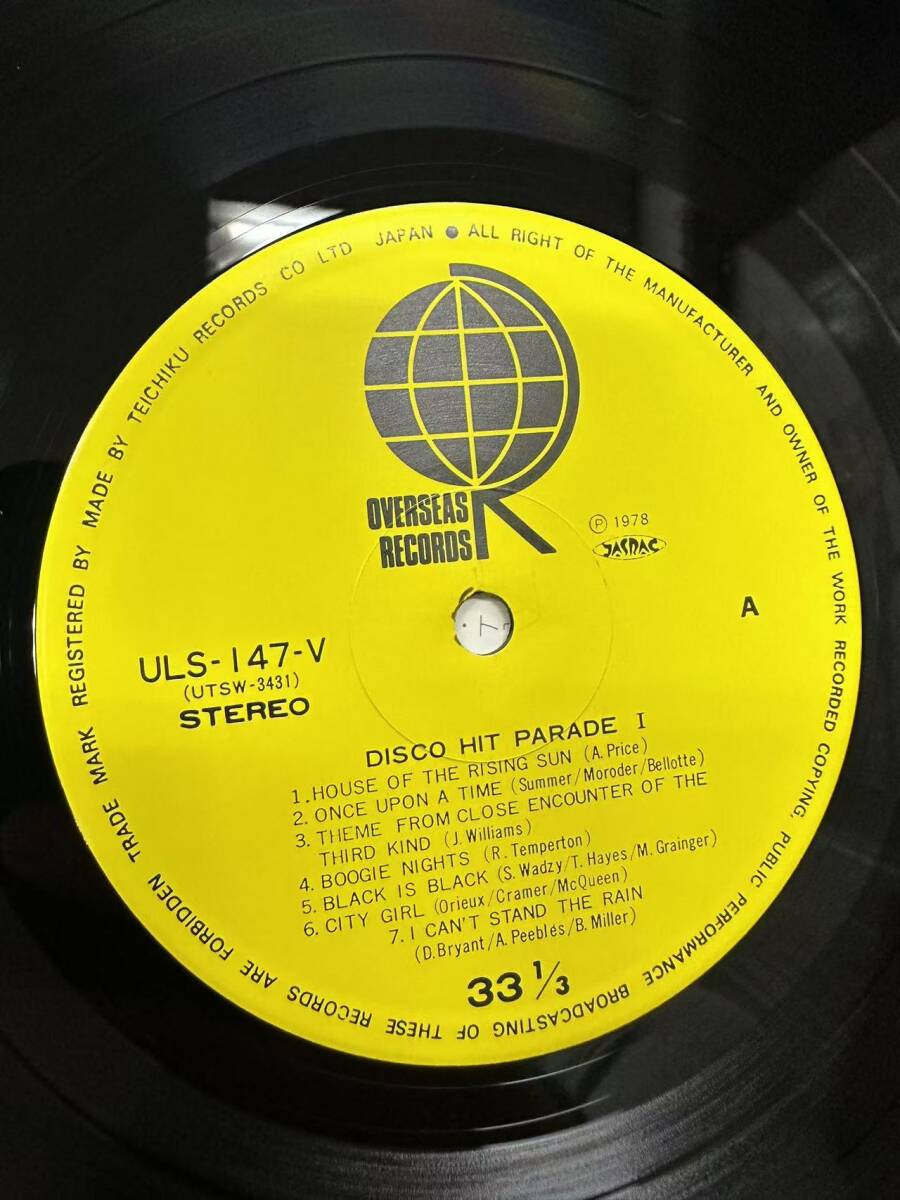 TRADE MARK REGISTERED BY MADE BY TEICHIKU RECORDS CO LTD JAPAN ● ALL RIGHT OF THE MANUFACTURER AND OWNER OF THE WORK RECORDED COPYING, PUBLIC PERFORMANCE BROADCASTING OF THESE RECORDS ARE FORBIDDEN
OVERSEAS
RECORDS
R
Ⓟ 1978
JASRAC
A
ト
ULS-147-V
(UTSW-3431)
STEREO
DISCO HIT PARADE I
1. HOUSE OF THE RISING SUN (A. Price)
2. ONCE UPON A TIME (Summer/Moroder/Bellotte)
3. THEME FROM CLOSE ENCOUNTER OF THE
THIRD KIND (J. Williams)
4. BOOGIE NIGHTS (R. Temperton)
5. BLACK IS BLACK (S. Wadzy/T. Hayes/M. Grainger)
6. CITY GIRL (Orieux/Cramer/McQueen)
7. I CAN'T STAND THE RAIN
(D. Bryant/A. Peebles/B. Miller)
33 1/3